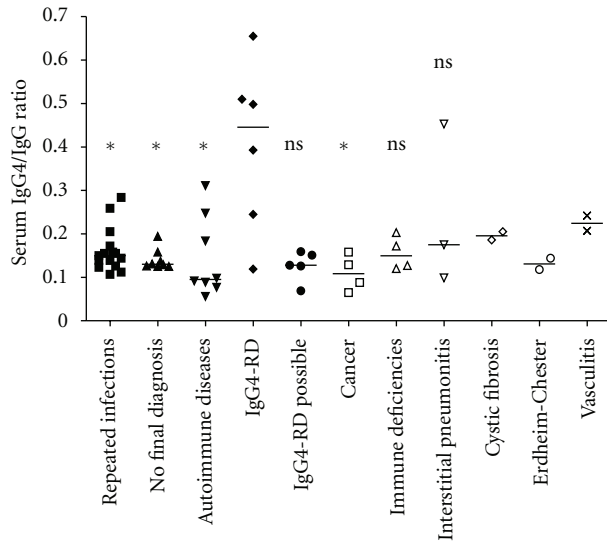 Serum IgG4/IgG ratio
0.7
0.6
0.5
0.4
0.3
0.2
0.1
0
ns
* * * ns * ns
Repeated infections
No final diagnosis
Autoimmune diseases
IgG4-RD
IgG4-RD possible
Cancer
Immune deficiencies
Interstitial pneumonitis
Cystic fibrosis
Erdheim-Chester
Vasculitis